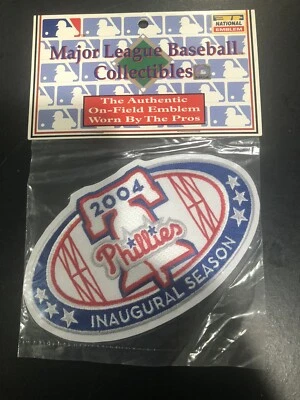 NATIONAL
EMBLEM
Major League Baseball
Collectibles
The Authentic
On-Field Emblem
Worn By The Pros
2004
Phillies
INAUGURAL SEASON